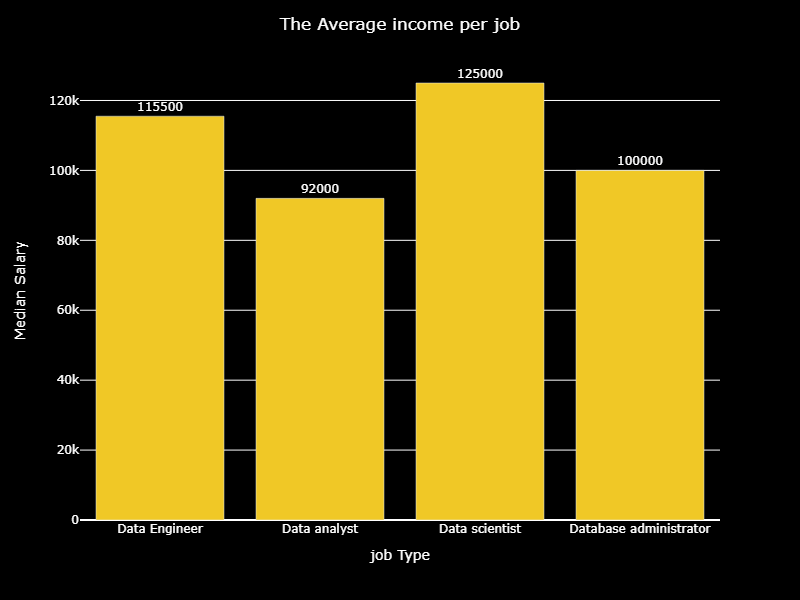 The Average income per job
125000
120k
115500
100000
100k
92000
80k
60k
40k
20k
0
Median Salary
Data Engineer
Data analyst
Data scientist
Database administrator
job Type